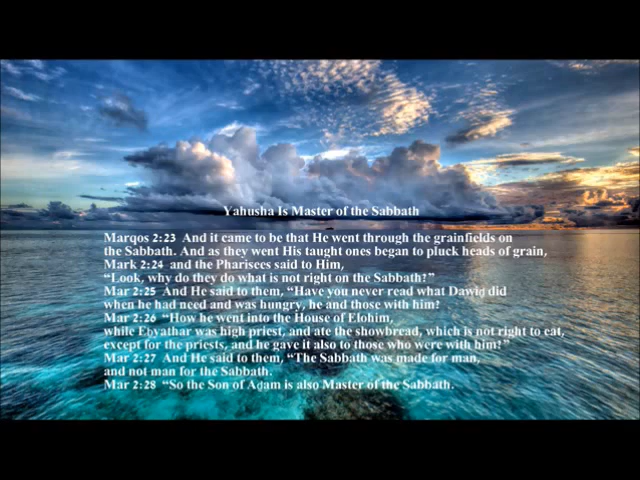 Yahusha Is Master of the Sabbath
Marqos 2:23 And it came to be that He went through the grainfields on
the Sabbath. And as they went His taught ones began to pluck heads of grain,
Mark 2:24 and the Pharisees said to Him,
“Look, why do they do what is not right on the Sabbath?”
Mar 2:25 And He said to them, “Have you never read what Dawiḏ did
when he had need and was hungry, he and those with him?
Mar 2:26 “How he went into the House of Elohim,
while Eḇyathar was high priest, and ate the showbread, which is not right to eat,
except for the priests, and he gave it also to those who were with him?”
Mar 2:27 And He said to them, “The Sabbath was made for man,
and not man for the Sabbath.
Mar 2:28 “So the Son of Aḏam is also Master of the Sabbath.